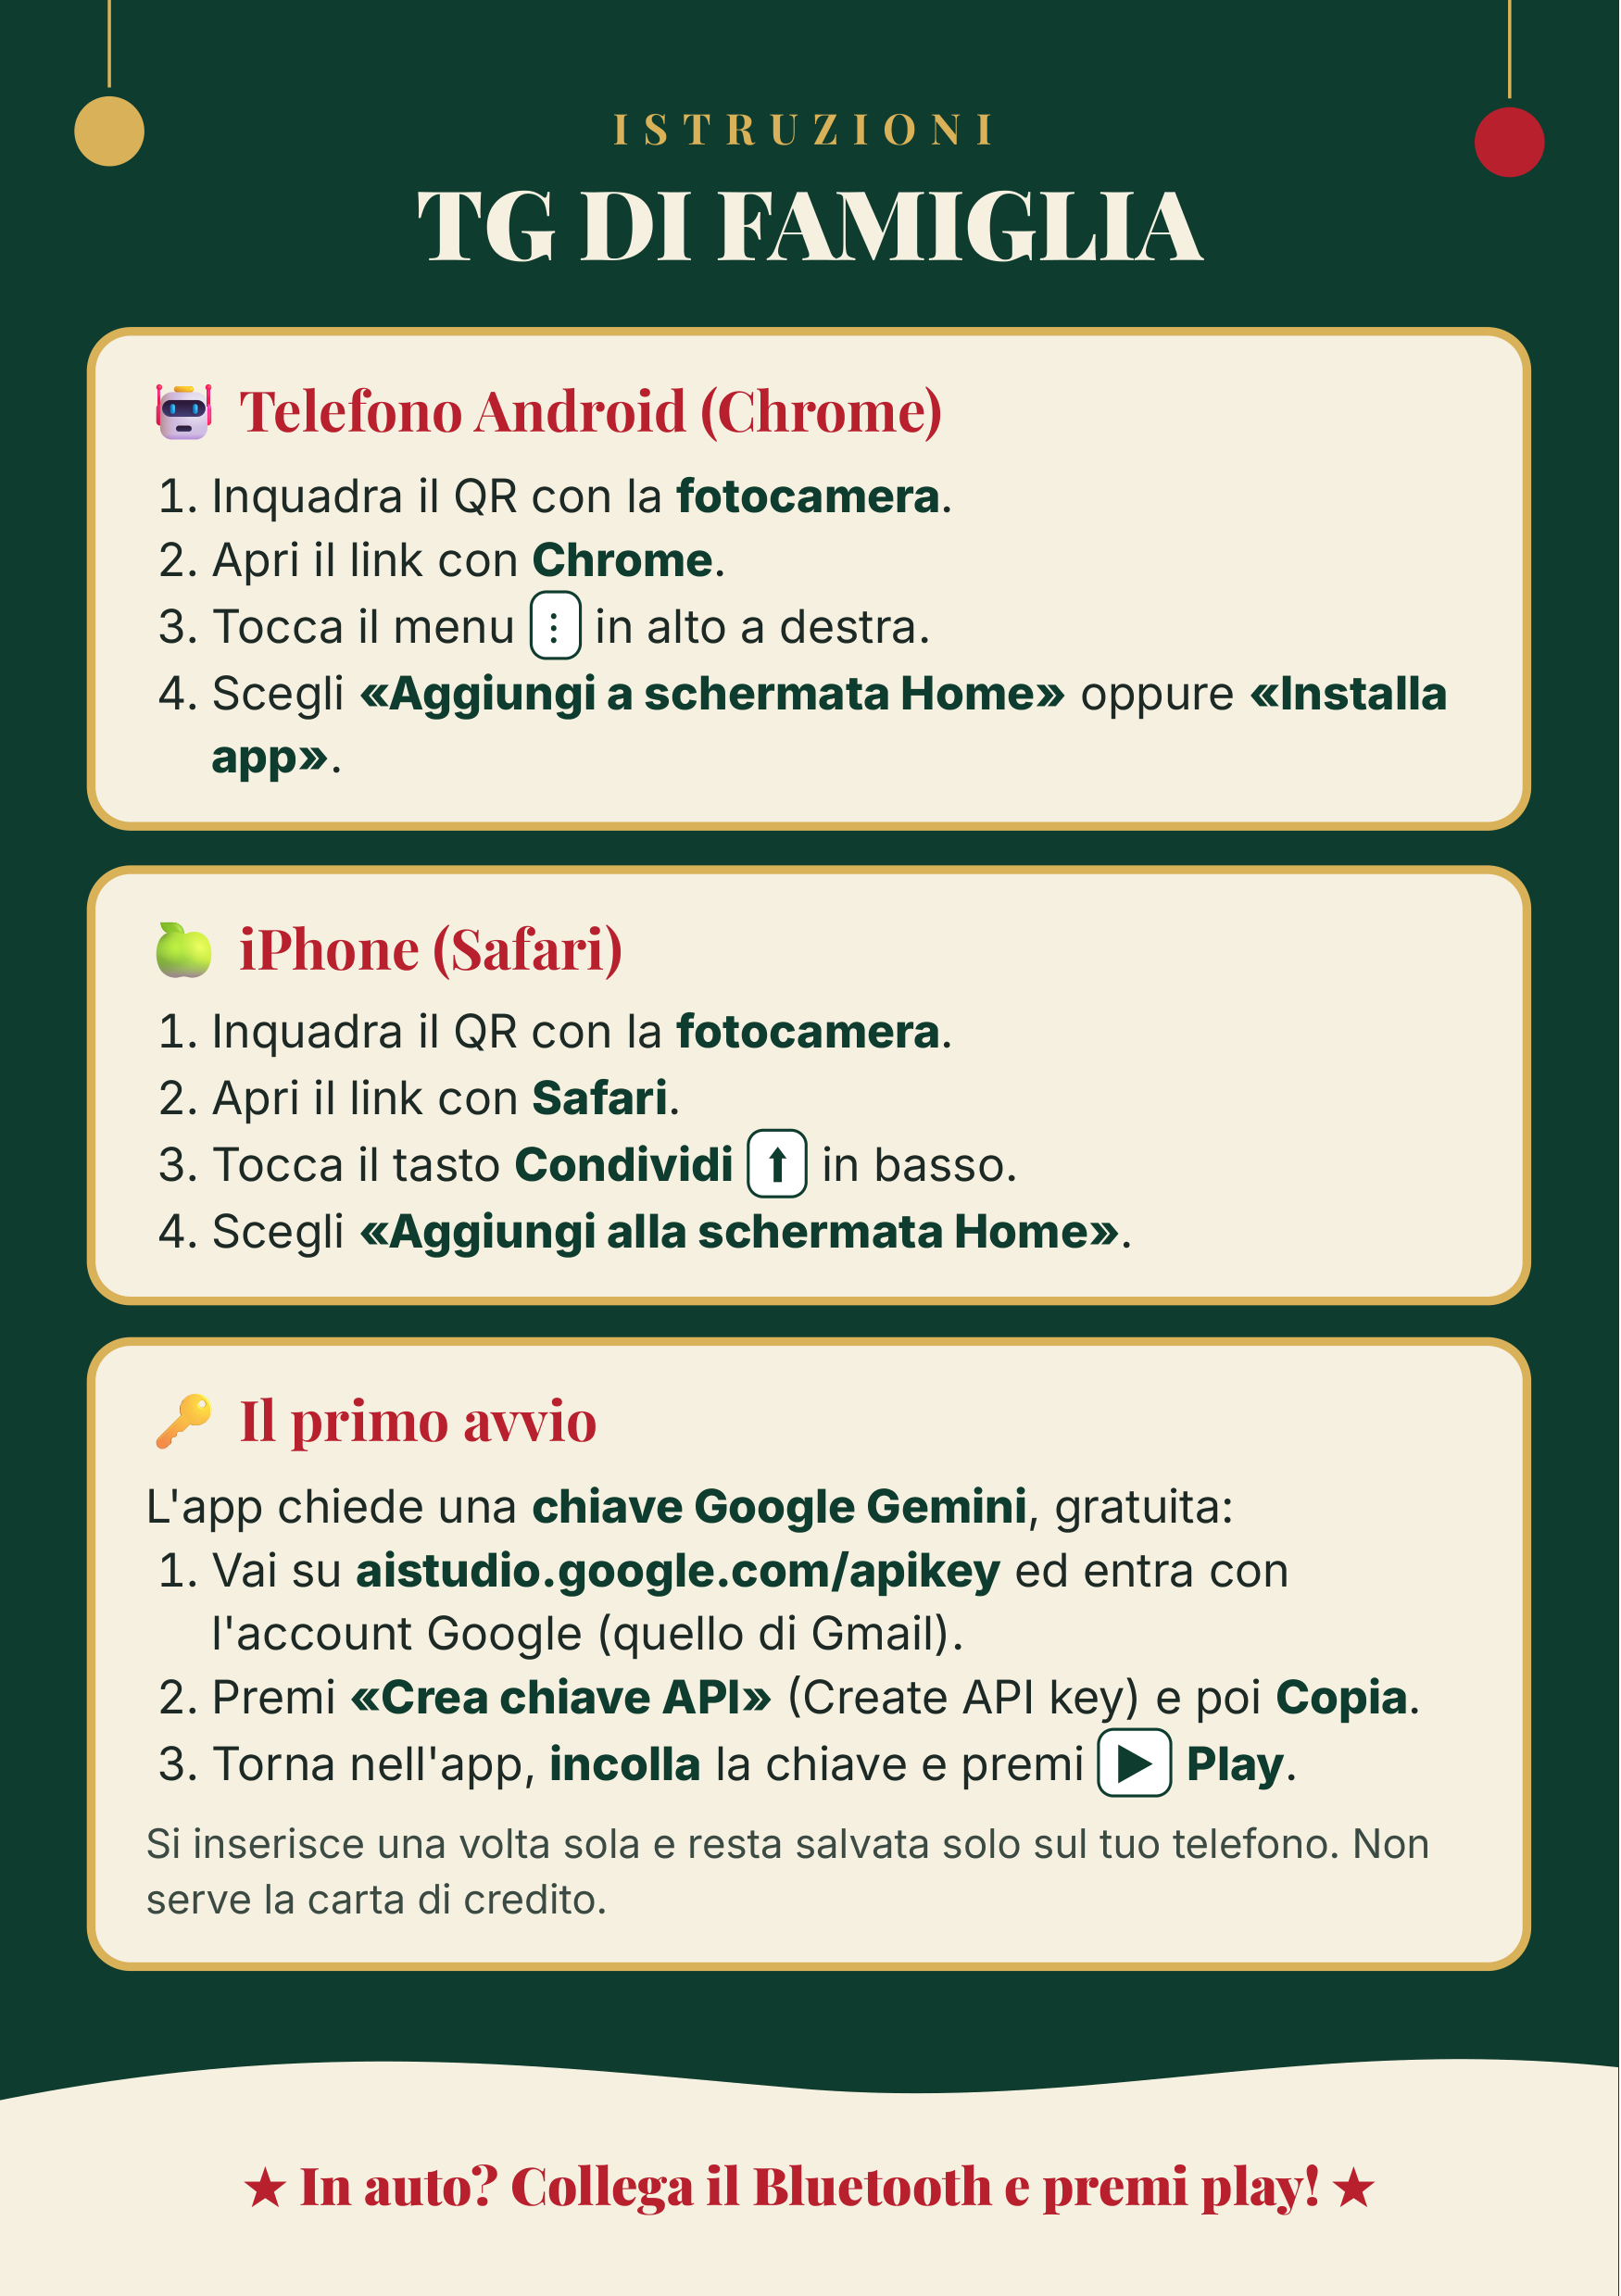 ISTRUZIONI
TG DI FAMIGLIA
Telefono Android (Chrome)
1. Inquadra il QR con la fotocamera.
2. Apri il link con Chrome.
3. Tocca il menu ⋮ in alto a destra.
4. Scegli «Aggiungi a schermata Home» oppure «Installa
app».
iPhone (Safari)
1. Inquadra il QR con la fotocamera.
2. Apri il link con Safari.
3. Tocca il tasto Condividi ⬆ in basso.
4. Scegli «Aggiungi alla schermata Home».
Il primo avvio
L'app chiede una chiave Google Gemini, gratuita:
1. Vai su aistudio.google.com/apikey ed entra con
l'account Google (quello di Gmail).
2. Premi «Crea chiave API» (Create API key) e poi Copia.
3. Torna nell'app, incolla la chiave e premi ▶ Play.
Si inserisce una volta sola e resta salvata solo sul tuo telefono. Non
serve la carta di credito.
★ In auto? Collega il Bluetooth e premi play! ★